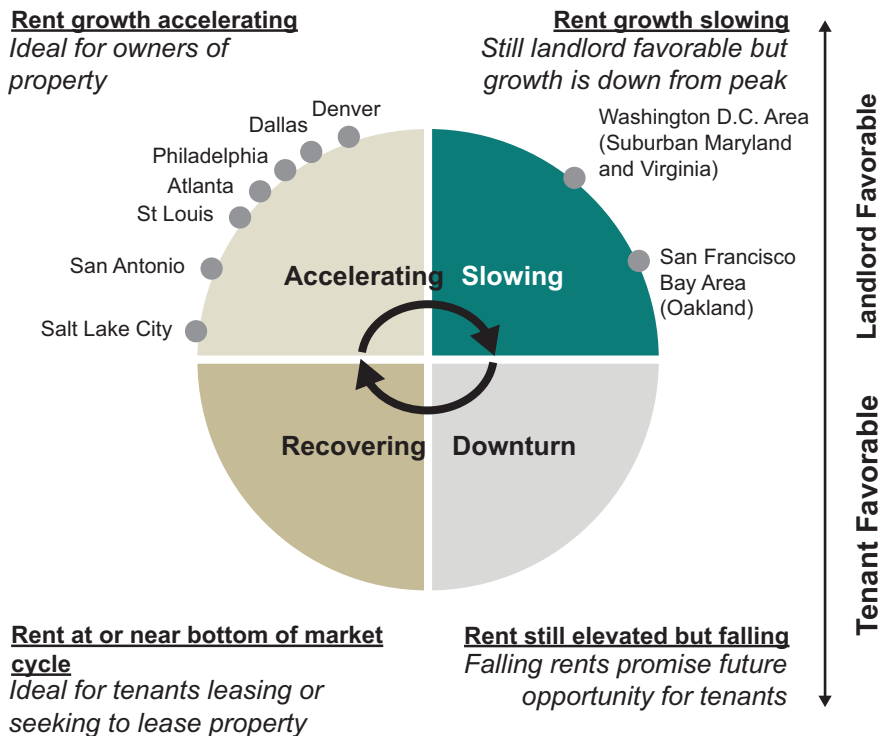 Rent growth accelerating
Ideal for owners of
property
Rent growth slowing
Still landlord favorable but
growth is down from peak
Denver
Dallas
Philadelphia
Atlanta
St Louis
San Antonio
Salt Lake City
Washington D.C. Area
(Suburban Maryland
and Virginia)
San Francisco
Bay Area
(Oakland)
Accelerating
Slowing
Recovering
Downturn
Landlord Favorable
Tenant Favorable
Rent at or near bottom of market
cycle
Ideal for tenants leasing or
seeking to lease property
Rent still elevated but falling
Falling rents promise future
opportunity for tenants